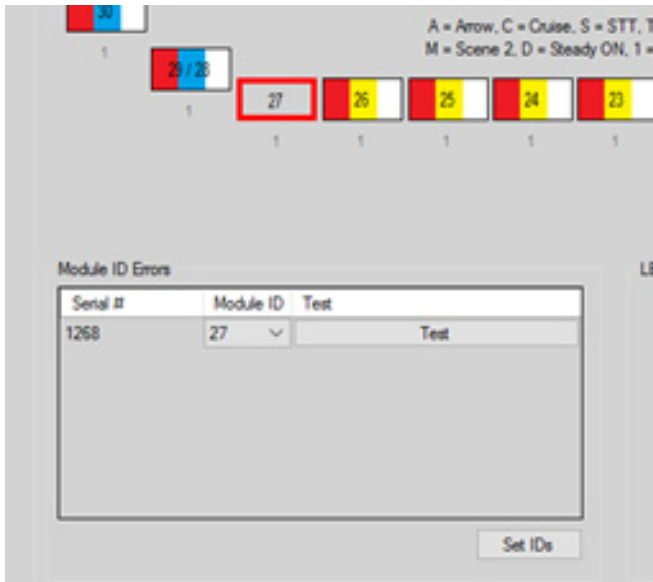 30
A = Arrow, C = Cruise, S = STT, T
M = Scene 2, D = Steady ON, 1 =
1
29 / 28
1
27 26 25 24 23
1 1 1 1 1
Module ID Errors
LE
Serial # Module ID Test
1268 27 Test
Set IDs